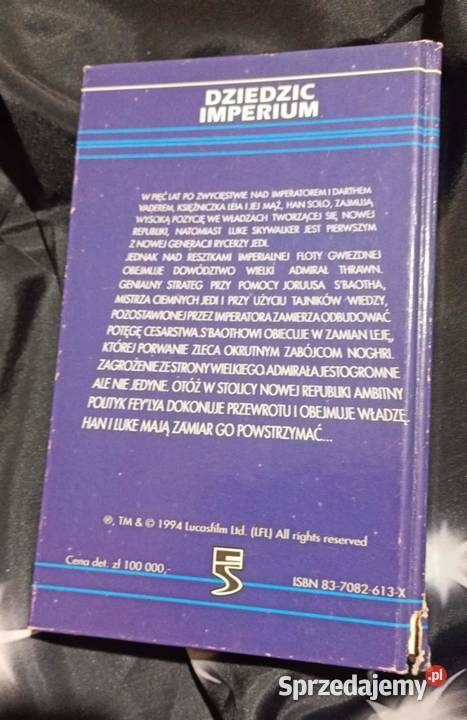 DZIEDZIC
IMPERIUM
W PIĘĆ LAT PO ZWYCIĘSTWIE NAD IMPERATOREM I DARTHEM
VADEREM, KSIĘŻNICZKA LEIA I JEJ MĄŻ, HAN SOLO, ZAJMUJĄ
WYSOKĄ POZYCJĘ WE WŁADZACH TWORZĄCEJ SIĘ NOWEJ
REPUBLIKI, NATOMIAST LUKE SKYWALKER JEST PIERWSZYM
Z NOWEJ GENERACJI RYCERZY JEDI.
JEDNAK NAD RESZTKAMI IMPERIALNEJ FLOTY GWIEZDNEJ
OBEJMUJE DOWÓDZTWO WIELKI ADMIRAŁ THRAWN.
GENIALNY STRATEG PRZY POMOCY JORUUSA S'BAOTHA,
MISTRZA CIEMNYCH JEDI I PRZY UŻYCIU TAJNIKÓW WIEDZY,
POZOSTAWIONEJ PRZEZ IMPERATORA ZAMIERZA ODBUDOWAĆ
POTĘGĘ CESARSTWA. S'BAOTHOWI OBIECUJE W ZAMIAN LEJĘ,
KTÓREJ PORWANIE ZLECA OKRUTNYM ZABÓJCOM NOGHRI.
ZAGROŻENIE ZE STRONY WIELKIEGO ADMIRAŁA JEST OGROMNE
ALE NIE JEDYNE. OTÓŻ W STOLICY NOWEJ REPUBLIKI AMBITNY
POLITYK FEY'LYA DOKONUJE PRZEWROTU I OBEJMUJE WŁADZĘ.
HAN I LUKE MAJĄ ZAMIAR GO POWSTRZYMAĆ...
®, TM & © 1994 Lucasfilm Ltd. (LFL) All rights reserved
Cena det. zł 100 000,-
ISBN 83-7082-613-X
Sprzedajemy.pl